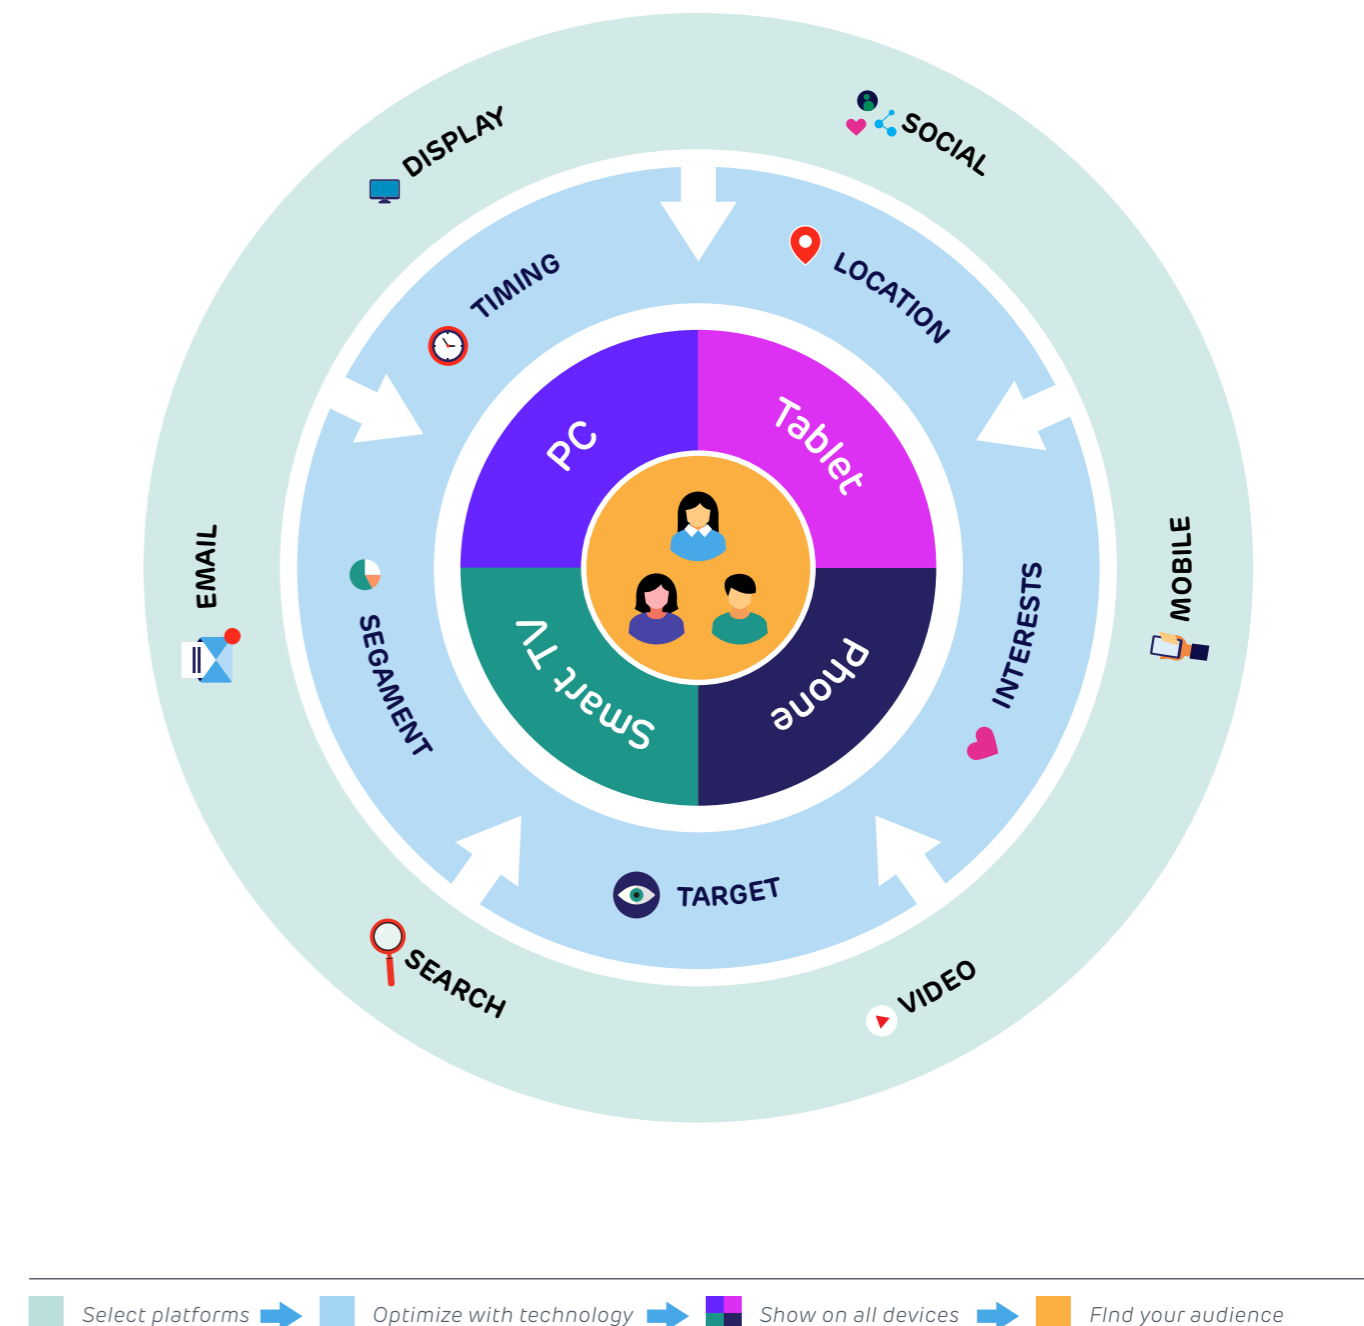 DISPLAY
SOCIAL
MOBILE
VIDEO
SEARCH
EMAIL
TIMING
LOCATION
INTERESTS
TARGET
SEGAMENT
PC
Tablet
Phone
Smart TV
Select platforms
Optimize with technology
Show on all devices
FInd your audience